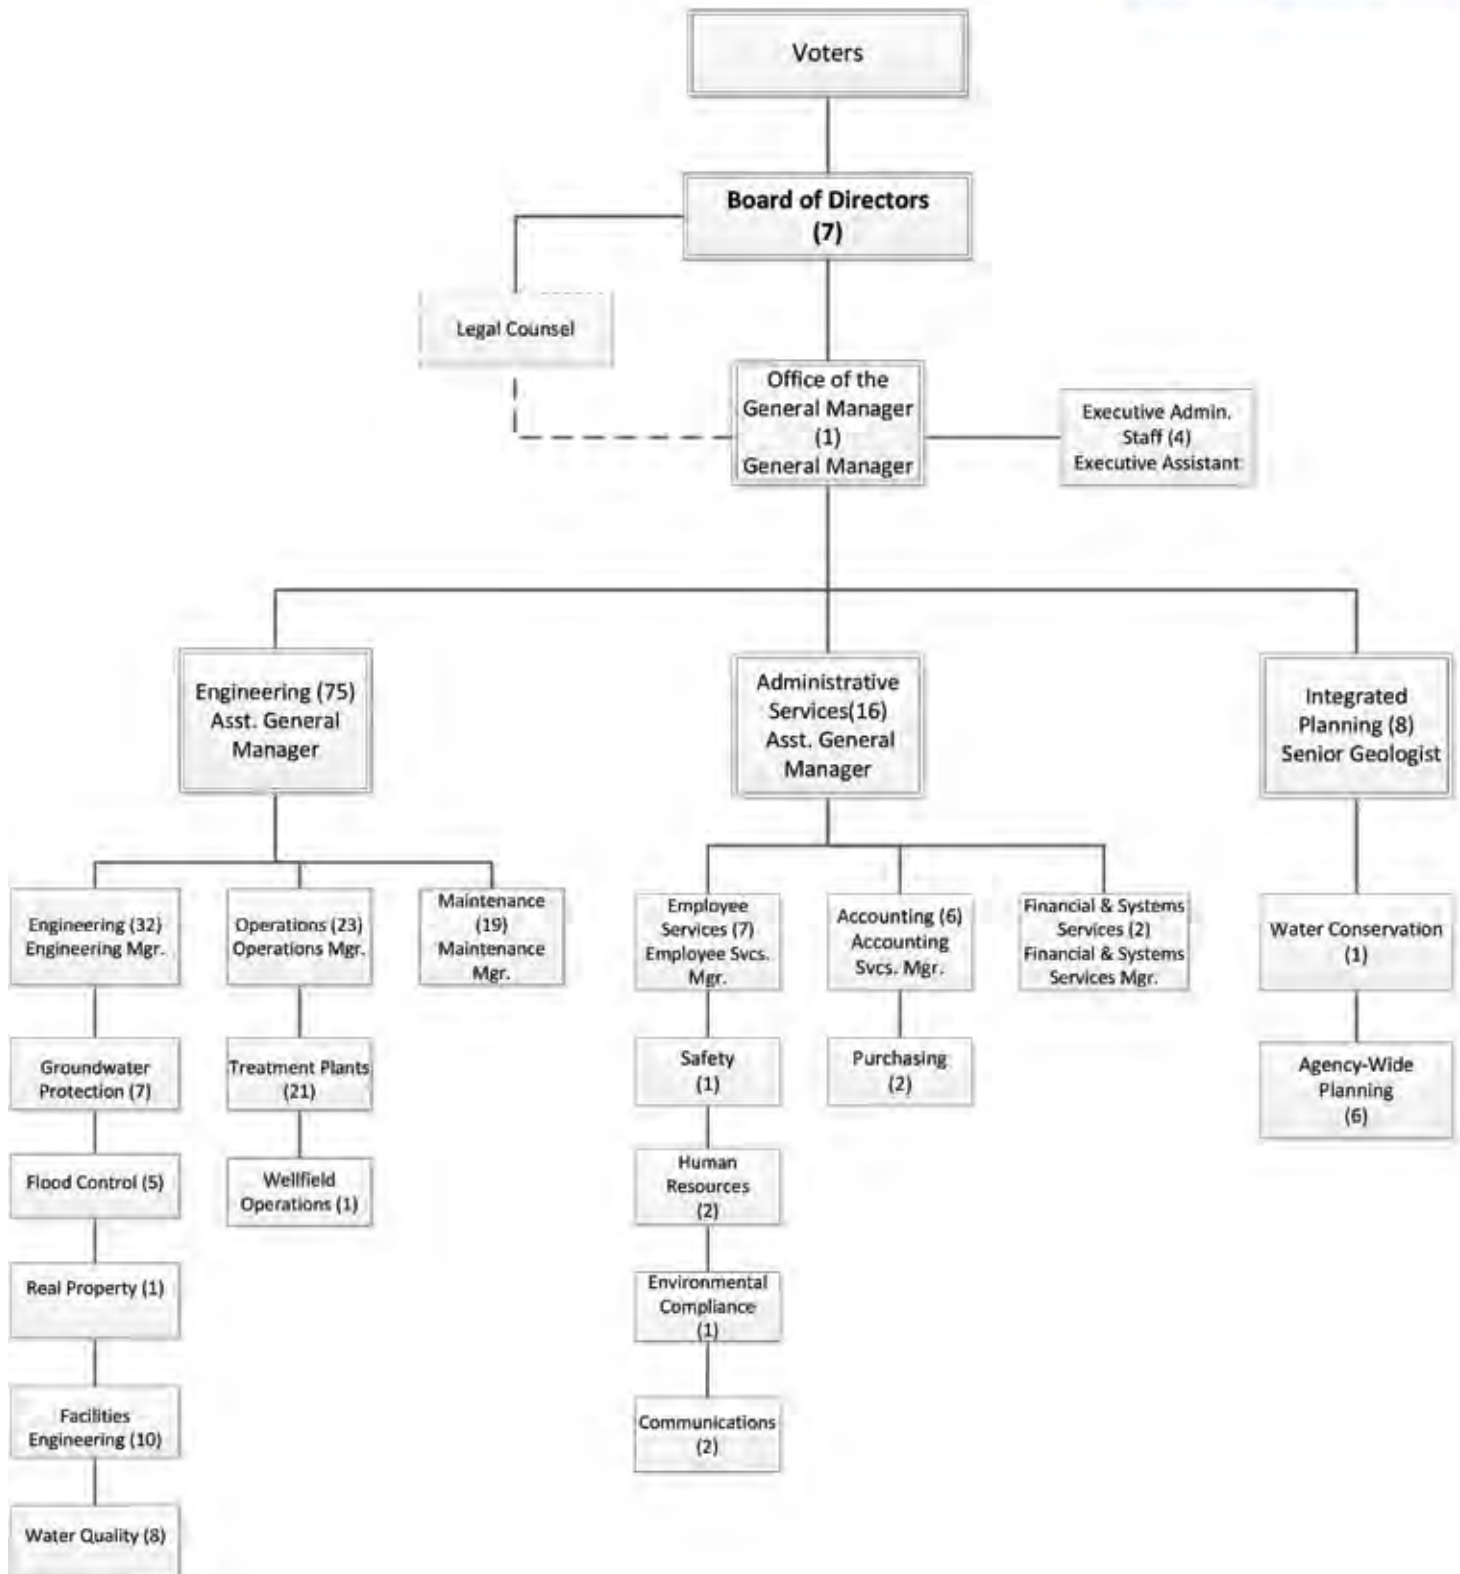 Voters
Board of Directors
(7)
Legal Counsel
Office of the
General Manager
(1)
General Manager
Executive Admin.
Staff (4)
Executive Assistant
Engineering (75)
Asst. General
Manager
Administrative
Services(16)
Asst. General
Manager
Integrated
Planning (8)
Senior Geologist
Engineering (32)
Engineering Mgr.
Operations (23)
Operations Mgr.
Maintenance
(19)
Maintenance
Mgr.
Employee
Services (7)
Employee Svcs.
Mgr.
Accounting (6)
Accounting
Svcs. Mgr.
Financial & Systems
Services (2)
Financial & Systems
Services Mgr.
Water Conservation
(1)
Groundwater
Protection (7)
Treatment Plants
(21)
Safety
(1)
Purchasing
(2)
Agency-Wide
Planning
(6)
Flood Control (5)
Wellfield
Operations (1)
Human
Resources
(2)
Real Property (1)
Environmental
Compliance
(1)
Facilities
Engineering (10)
Communications
(2)
Water Quality (8)